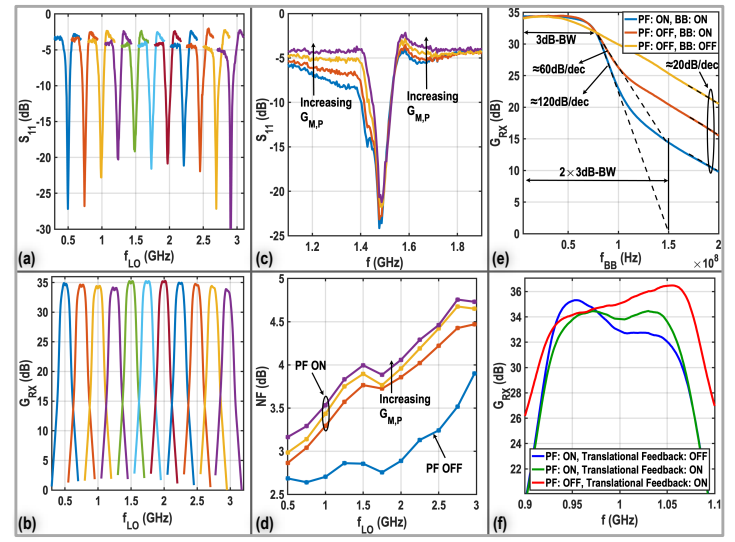 0
-5
-10
-15
-20
-25
-30
S11 (dB)
0.5 1 1.5 2 2.5 3
fLO (GHz)
(a)
0
-5
-10
-15
-20
-25
S11 (dB)
Increasing
GM,P
Increasing
GM,P
1.2 1.4 1.6 1.8
f (GHz)
(c)
35
30
25
20
15
10
5
0
GRX (dB)
PF: ON, BB: ON
PF: OFF, BB: ON
PF: OFF, BB: OFF
3dB-BW
≈20dB/dec
≈60dB/dec
≈120dB/dec
2×3dB-BW
0 0.5 1 1.5 2
fBB (Hz)
×10^8
(e)
35
30
25
20
15
10
5
0
GRX (dB)
0.5 1 1.5 2 2.5 3
fLO (GHz)
(b)
5
4.5
4
3.5
3
2.5
NF (dB)
PF ON
Increasing
GM,P
PF OFF
0.5 1 1.5 2 2.5 3
fLO (GHz)
(d)
36
34
32
30
28
26
24
22
GRX (dB)
PF: ON, Translational Feedback: OFF
PF: ON, Translational Feedback: ON
PF: OFF, Translational Feedback: ON
0.9 0.95 1 1.05 1.1
f (GHz)
(f)